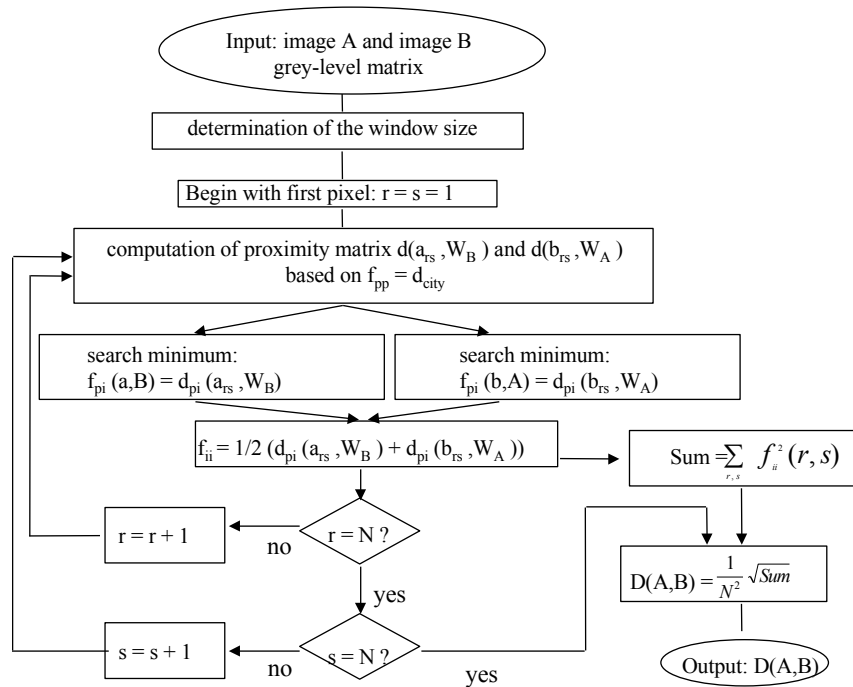 Input: image A and image B
grey-level matrix
determination of the window size
Begin with first pixel: r = s = 1
computation of proximity matrix d(a_rs ,W_B ) and d(b_rs ,W_A )
based on f_pp = d_city
search minimum:
f_pi (a,B) = d_pi (a_rs ,W_B)
search minimum:
f_pi (b,A) = d_pi (b_rs ,W_A)
f_ii = 1/2 (d_pi (a_rs ,W_B ) + d_pi (b_rs ,W_A ))
Sum =∑_{r,s} f_ii^2 (r, s)
r = r + 1
no
r = N ?
yes
D(A,B) = 1/N^2 √Sum
s = s + 1
no
s = N ?
yes
Output: D(A,B)